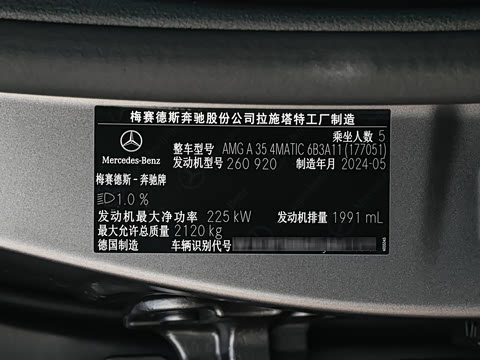 梅赛德斯奔驰股份公司拉施塔特工厂制造
乘坐人数 5
整车型号 AMG A 35 4MATIC 6B3A11 (177051)
Mercedes-Benz
发动机型号 260 920 制造年月 2024-05
梅赛德斯 - 奔驰牌
1.0 %
发动机最大净功率 225 kW 发动机排量 1991 mL
最大允许总质量 2120 kg
德国制造 车辆识别代号